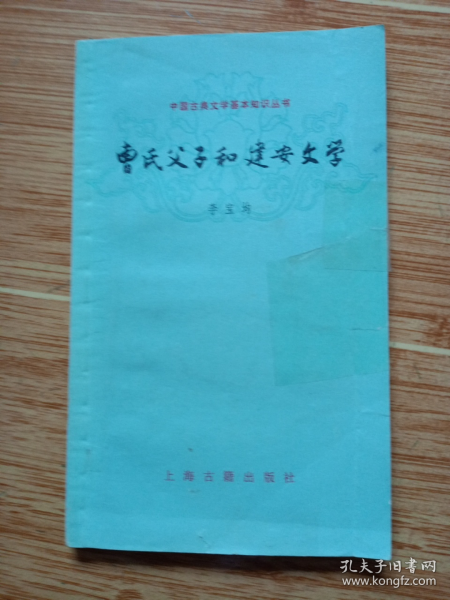 中国古典文学基本知识丛书
曹氏父子和建安文学
李宝均
上海古籍出版社
孔夫子旧书网
www.kongfz.com